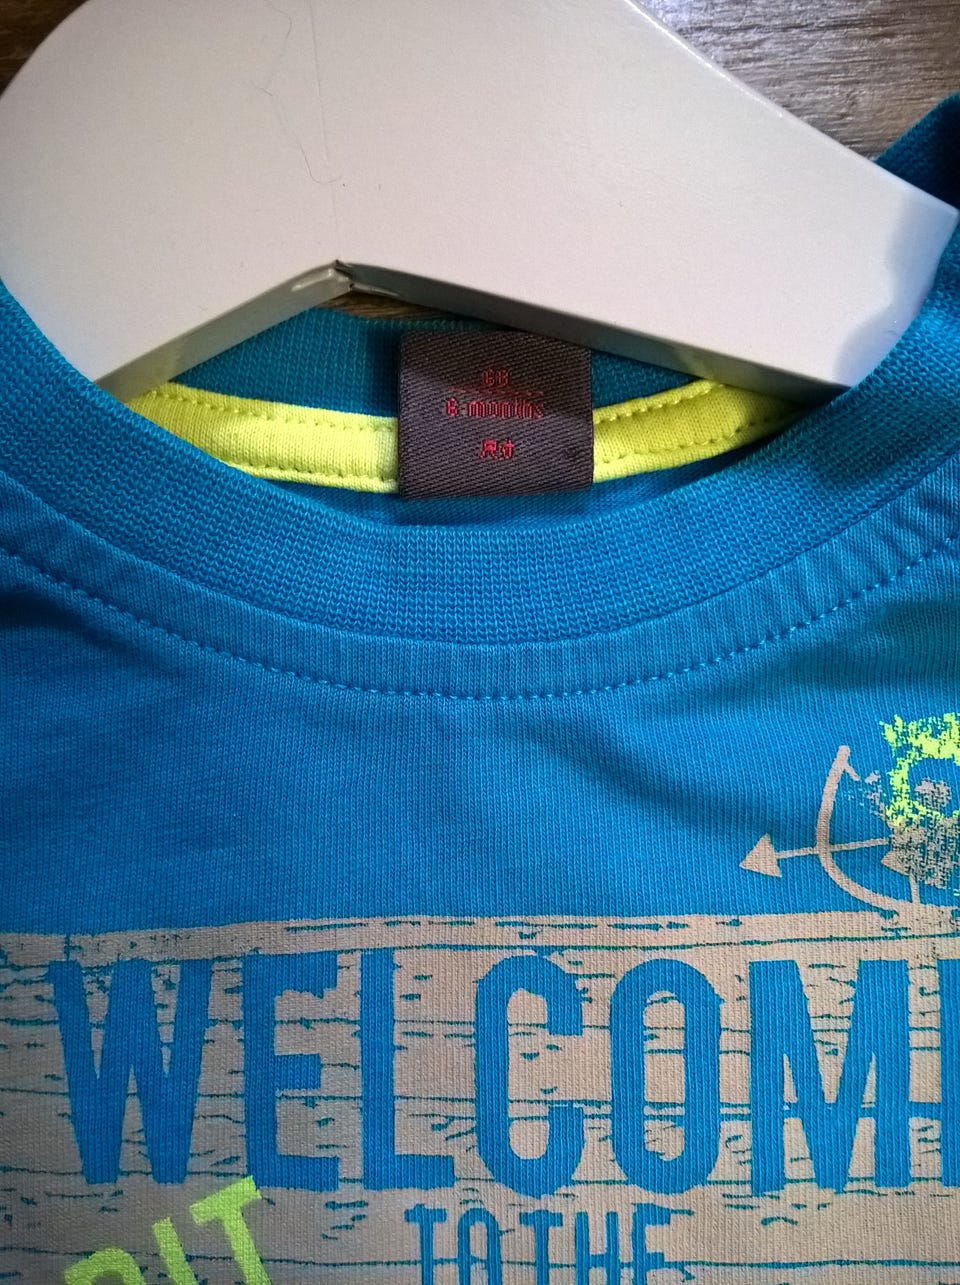 68
6 months
WELCOM
TO THE